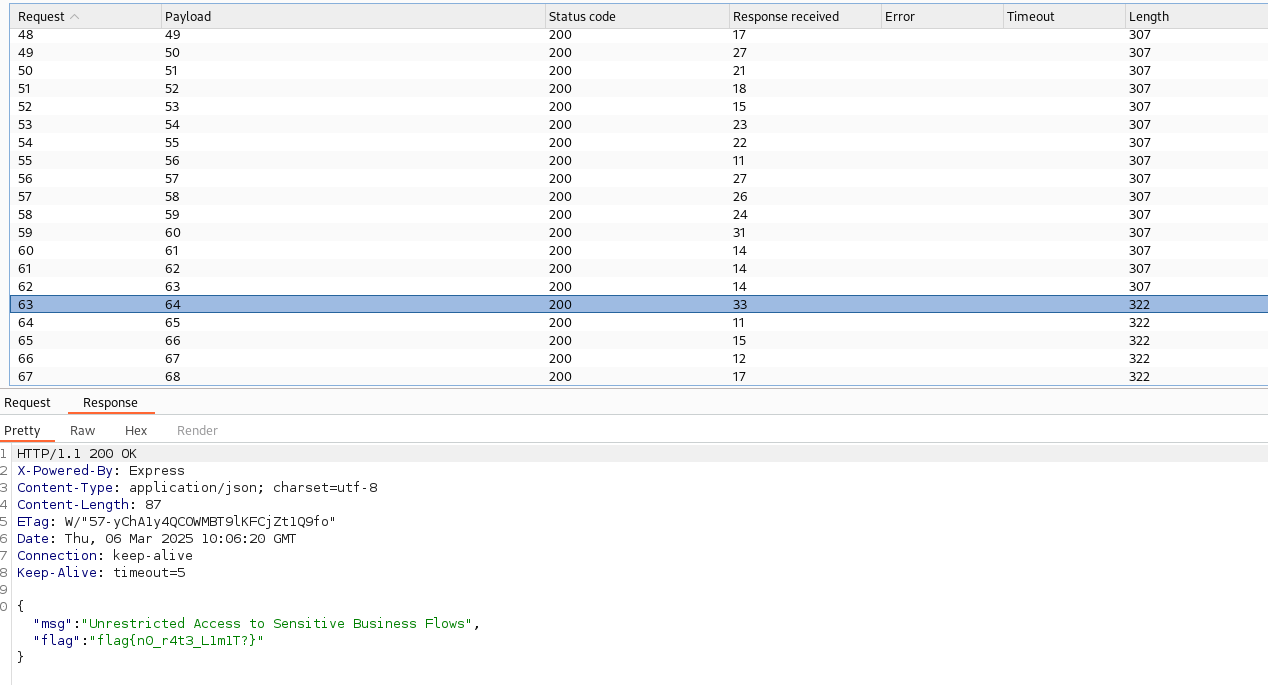 Request Payload Status code Response received Error Timeout Length
48 49 200 17 307
49 50 200 27 307
50 51 200 21 307
51 52 200 18 307
52 53 200 15 307
53 54 200 23 307
54 55 200 22 307
55 56 200 11 307
56 57 200 27 307
57 58 200 26 307
58 59 200 24 307
59 60 200 31 307
60 61 200 14 307
61 62 200 14 307
62 63 200 14 307
63 64 200 33 322
64 65 200 11 322
65 66 200 15 322
66 67 200 12 322
67 68 200 17 322
Request Response
Pretty Raw Hex Render
1 HTTP/1.1 200 OK
2 X-Powered-By: Express
3 Content-Type: application/json; charset=utf-8
4 Content-Length: 87
5 ETag: W/"57-yChA1y4QCOWMBT9lKFCjZt1Q9fo"
6 Date: Thu, 06 Mar 2025 10:06:20 GMT
7 Connection: keep-alive
8 Keep-Alive: timeout=5
9
0 {
"msg":"Unrestricted Access to Sensitive Business Flows",
"flag":"flag{n0_r4t3_L1m1T?}"
}